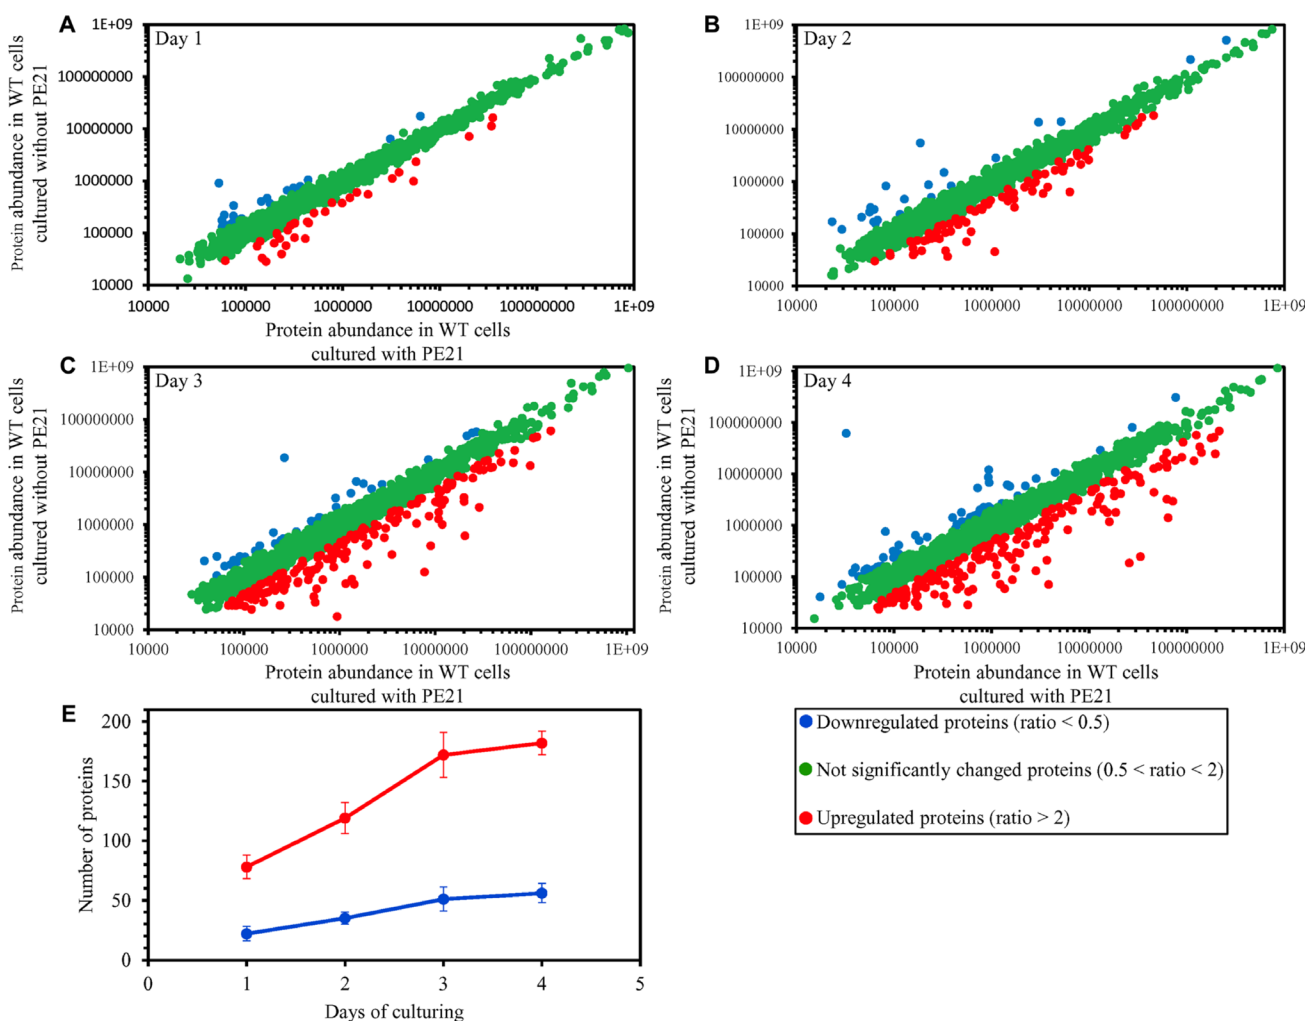 A
Day 1
Protein abundance in WT cells
cultured without PE21
1E+09
100000000
10000000
1000000
100000
10000
10000 100000 1000000 10000000 100000000 1E+09
Protein abundance in WT cells
cultured with PE21
B
Day 2
1E+09
100000000
10000000
1000000
100000
10000
10000 100000 1000000 10000000 100000000 1E+09
C
Day 3
Protein abundance in WT cells
cultured without PE21
1E+09
100000000
10000000
1000000
100000
10000
10000 100000 1000000 10000000 100000000 1E+09
Protein abundance in WT cells
cultured with PE21
D
Day 4
Protein abundance in WT cells
cultured without PE21
1E+09
100000000
10000000
1000000
100000
10000
10000 100000 1000000 10000000 100000000 1E+09
Protein abundance in WT cells
cultured with PE21
E
Number of proteins
200
150
100
50
0
0 1 2 3 4 5
Days of culturing
Downregulated proteins (ratio < 0.5)
Not significantly changed proteins (0.5 < ratio < 2)
Upregulated proteins (ratio > 2)